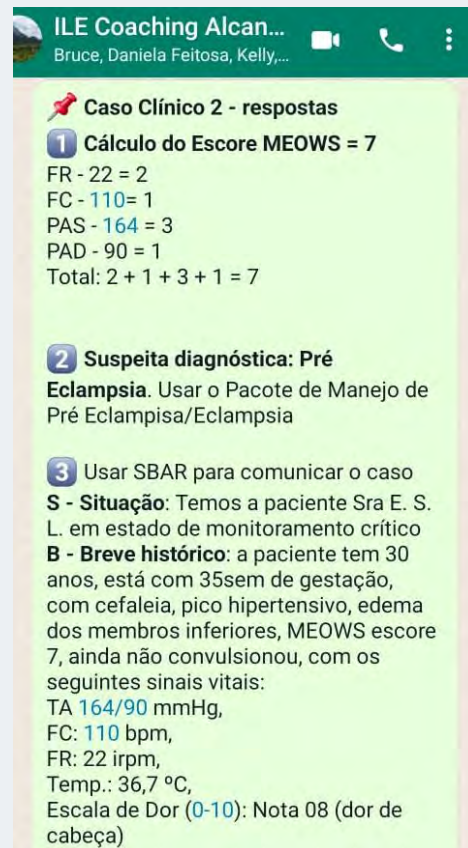 ILE Coaching Alcan...
Bruce, Daniela Feitosa, Kelly,...
📌 Caso Clínico 2 - respostas
1️⃣ Cálculo do Escore MEOWS = 7
FR - 22 = 2
FC - 110= 1
PAS - 164 = 3
PAD - 90 = 1
Total: 2 + 1 + 3 + 1 = 7
2️⃣ Suspeita diagnóstica: Pré
Eclampsia. Usar o Pacote de Manejo de
Pré Eclampisa/Eclampsia
3️⃣ Usar SBAR para comunicar o caso
S - Situação: Temos a paciente Sra E. S.
L. em estado de monitoramento crítico
B - Breve histórico: a paciente tem 30
anos, está com 35sem de gestação,
com cefaleia, pico hipertensivo, edema
dos membros inferiores, MEOWS escore
7, ainda não convulsionou, com os
seguintes sinais vitais:
TA 164/90 mmHg,
FC: 110 bpm,
FR: 22 irpm,
Temp.: 36,7 ºC,
Escala de Dor (0-10): Nota 08 (dor de
cabeça)